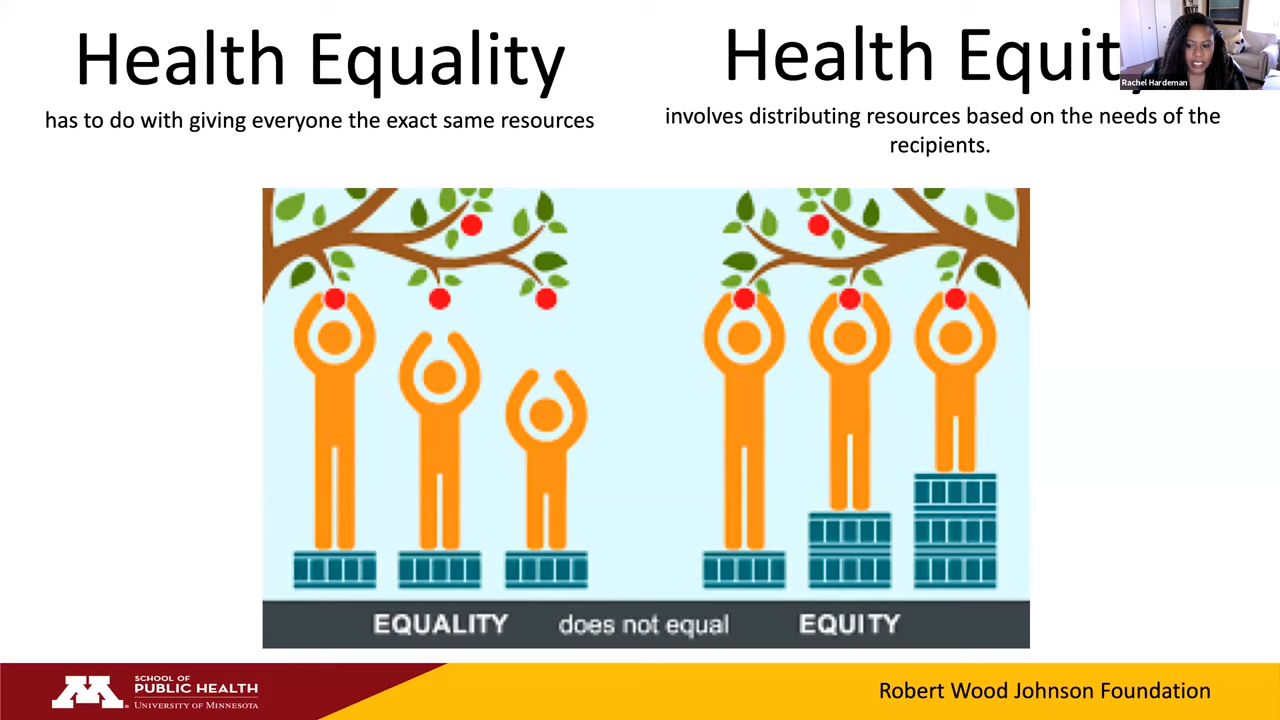 Health Equality
has to do with giving everyone the exact same resources
Health Equit
Rachel Hardeman
involves distributing resources based on the needs of the
recipients.
EQUALITY does not equal EQUITY
M
SCHOOL OF
PUBLIC HEALTH
UNIVERSITY OF MINNESOTA
Robert Wood Johnson Foundation